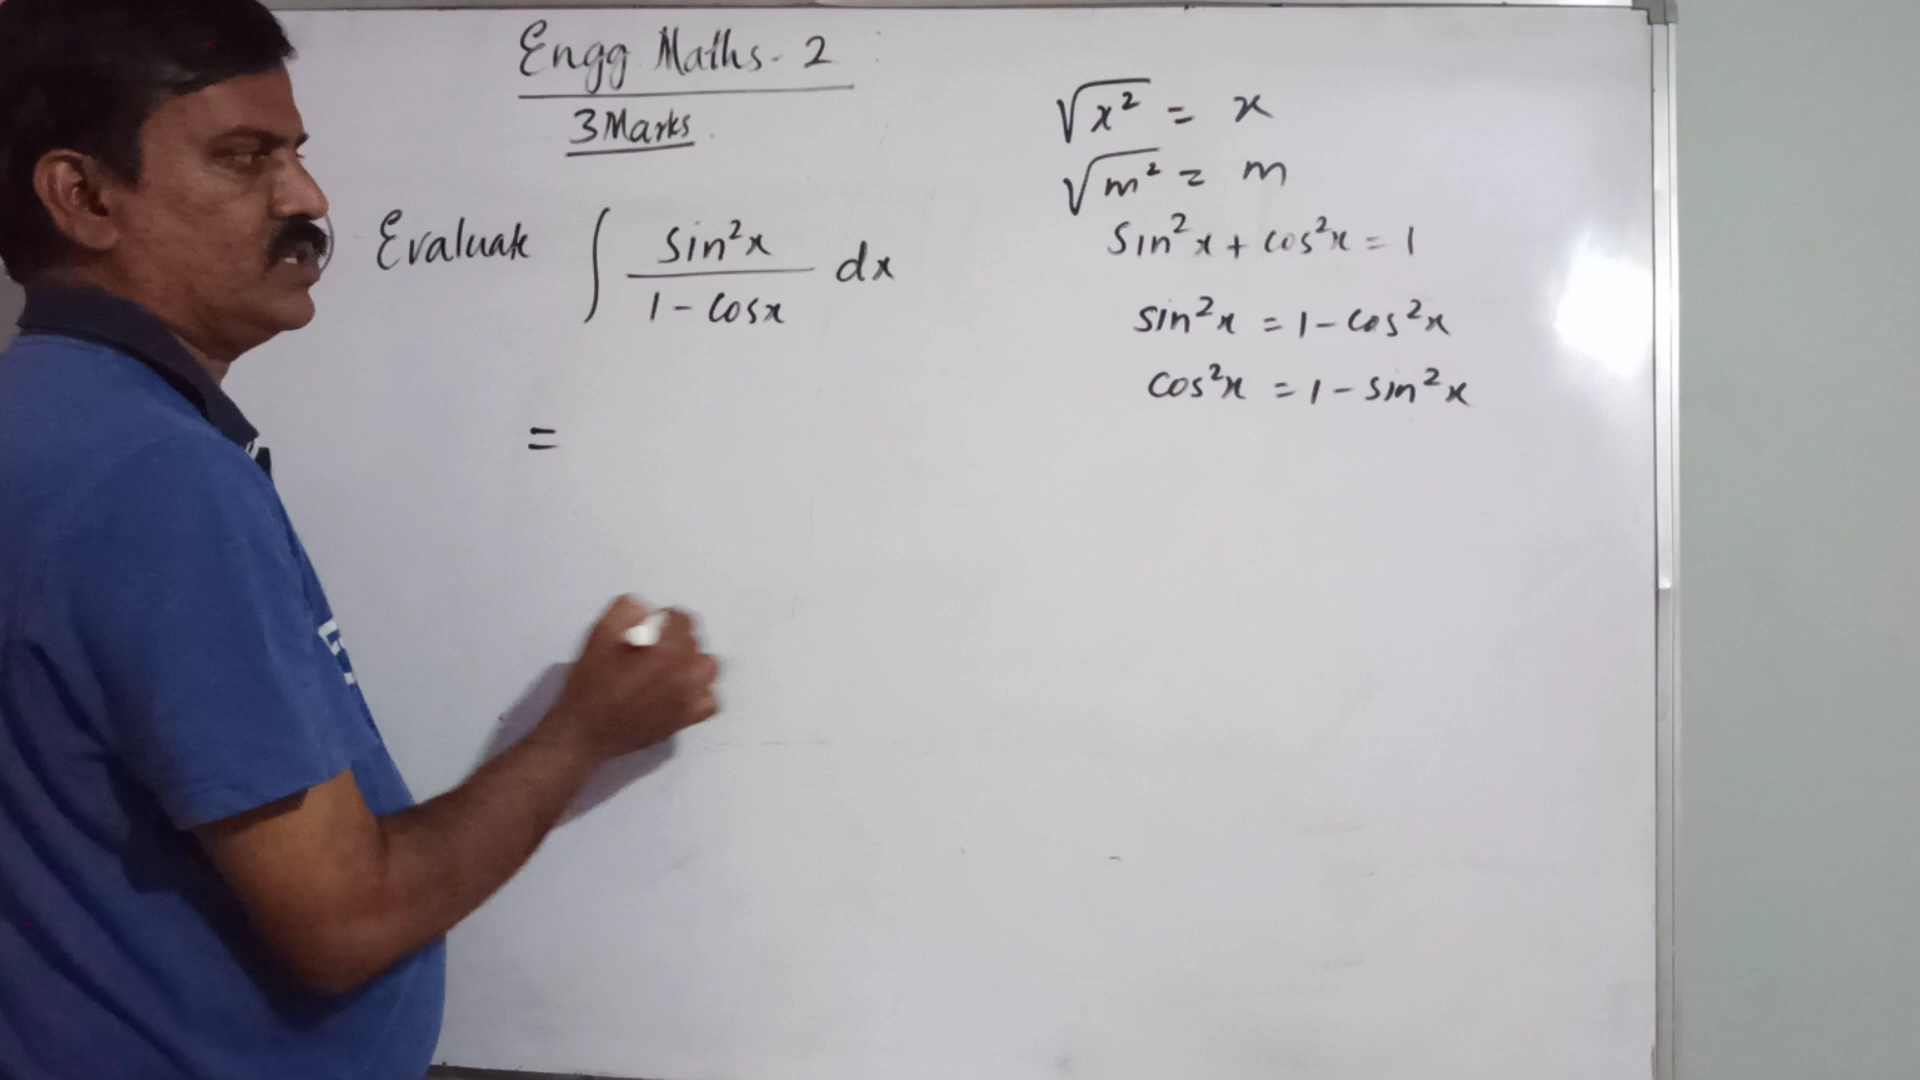 Engg Maths - 2
3 Marks
Evaluate ∫ sin²x / 1 - cosx dx
=
√x² = x
√m² = m
Sin²x + cos²x = 1
sin²x = 1 - cos²x
cos²x = 1 - sin²x